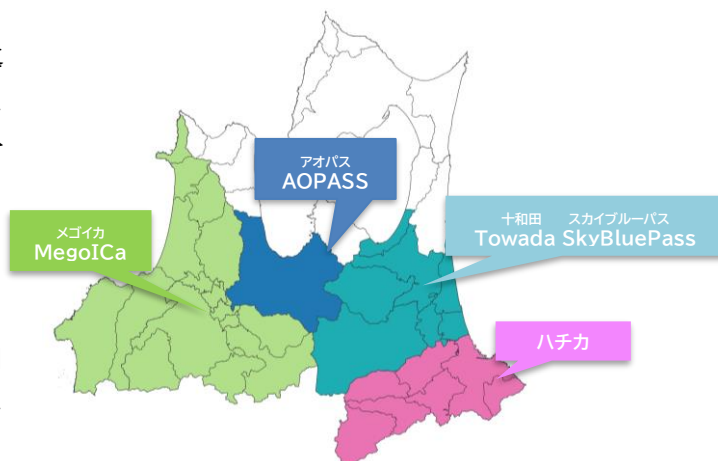 アオパス
AOPASS
メゴイカ
MegoICa
十和田 スカイブルーパス
Towada SkyBluePass
ハチカ